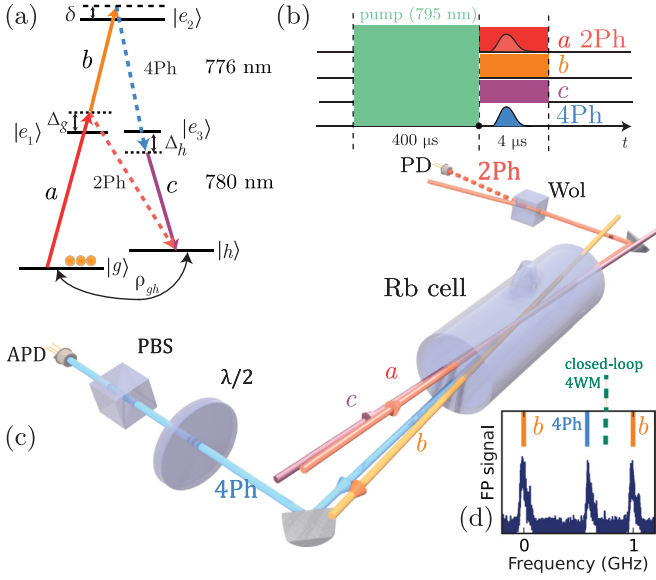 (a)
δ
|e₂⟩
b
4Ph
776 nm
Δg
|e₁⟩
|e₃⟩
Δh
2Ph
a
c
780 nm
|g⟩
|h⟩
ρgh
(b)
pump (795 nm)
a 2Ph
b
c
4Ph
400 µs
4 µs
t
PD
2Ph
Wol
Rb cell
APD
PBS
λ/2
a
c
b
(c)
4Ph
closed-loop
4WM
b
4Ph
b
FP signal
(d)
0
1
Frequency (GHz)